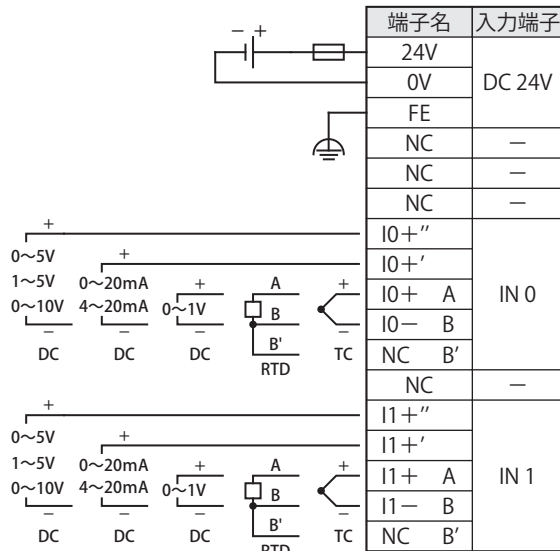 端子名 入力端子
− +
24V
0V DC 24V
FE
NC −
NC −
NC −
+
I0+″
0〜5V
+
I0+′
1〜5V 0〜20mA + A + I0+ A IN 0
0〜10V 4〜20mA 0〜1V B I0− B
− − − B' −
DC DC DC RTD TC NC B′
NC −
+
I1+″
0〜5V
+
I1+′
1〜5V 0〜20mA + A + I1+ A IN 1
0〜10V 4〜20mA 0〜1V B I1− B
− − − B' −
DC DC DC RTD TC NC B′